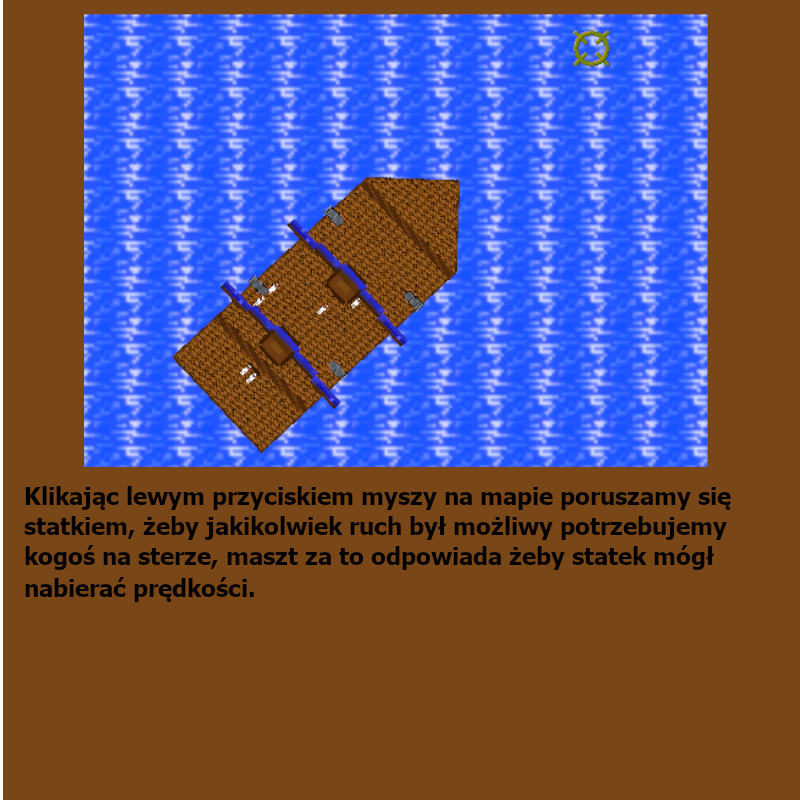 Klikając lewym przyciskiem myszy na mapie poruszamy się
statkiem, żeby jakikolwiek ruch był możliwy potrzebujemy
kogoś na sterze, maszt za to odpowiada żeby statek mógł
nabierać prędkości.